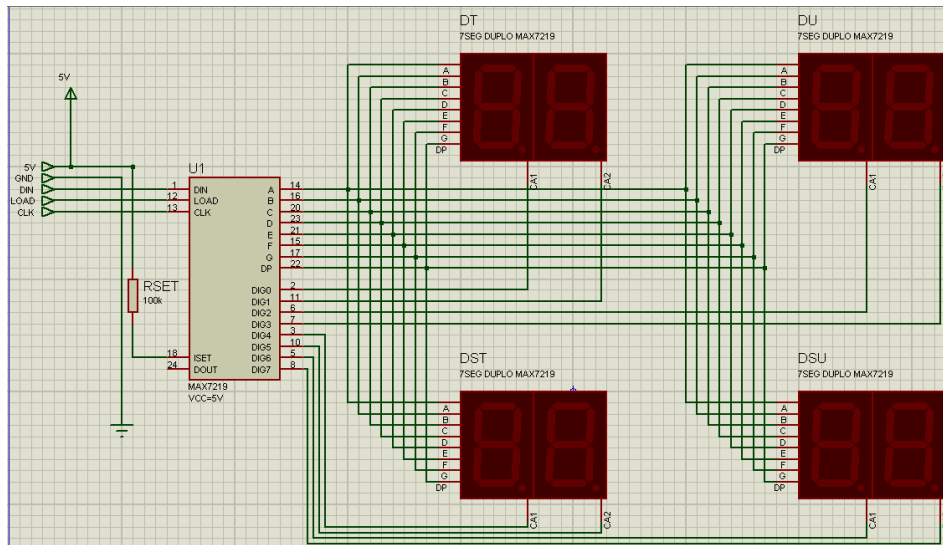 DT
7SEG DUPLO MAX7219
A
B
C
D
E
F
G
DP
CA1
CA2
DU
7SEG DUPLO MAX7219
A
B
C
D
E
F
G
DP
CA1
5V
5V
GND
DIN
LOAD
CLK
U1
1 DIN
12 LOAD
13 CLK
18 ISET
24 DOUT
A 14
B 16
C 20
D 23
E 21
F 15
G 17
DP 22
DIG0 2
DIG1 11
DIG2 6
DIG3 7
DIG4 3
DIG5 10
DIG6 5
DIG7 8
MAX7219
VCC=5V
RSET
100k
DST
7SEG DUPLO MAX7219
A
B
C
D
E
F
G
DP
CA1
CA2
DSU
7SEG DUPLO MAX7219
A
B
C
D
E
F
G
DP
CA1